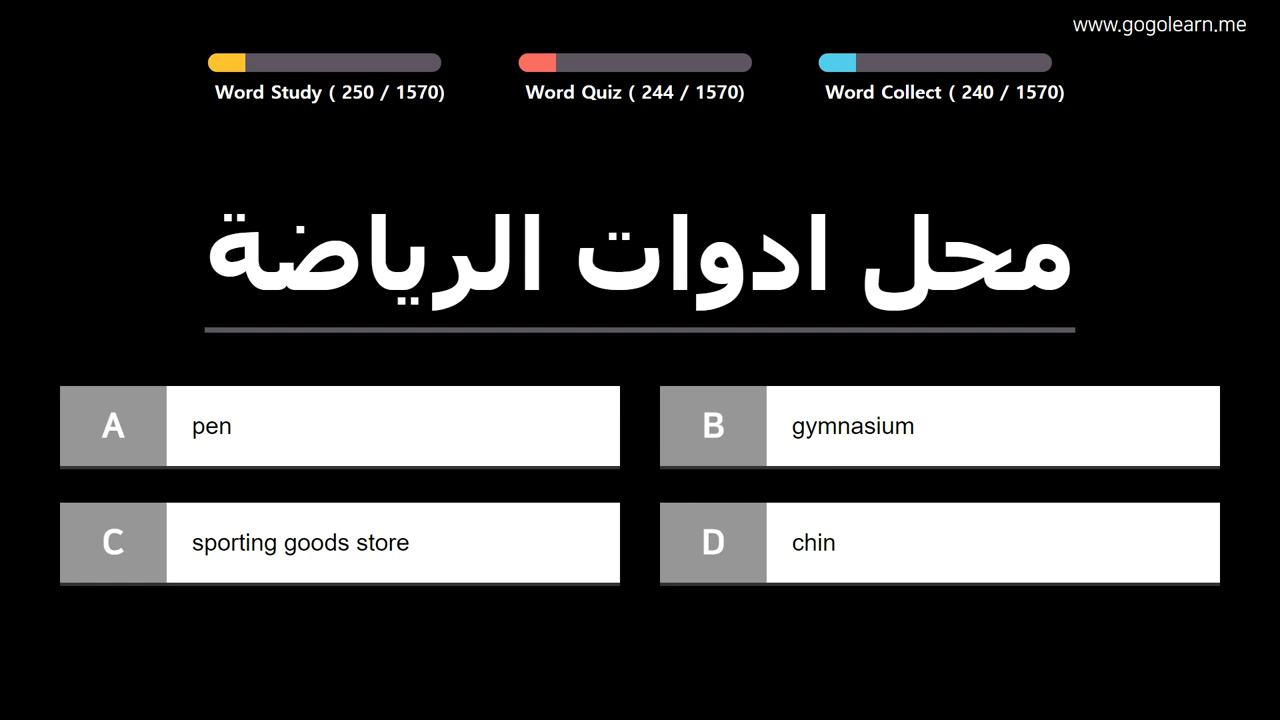 www.gogolearn.me
Word Study ( 250 / 1570)
Word Quiz ( 244 / 1570)
Word Collect ( 240 / 1570)
محل ادوات الرياضة
A pen
B gymnasium
C sporting goods store
D chin